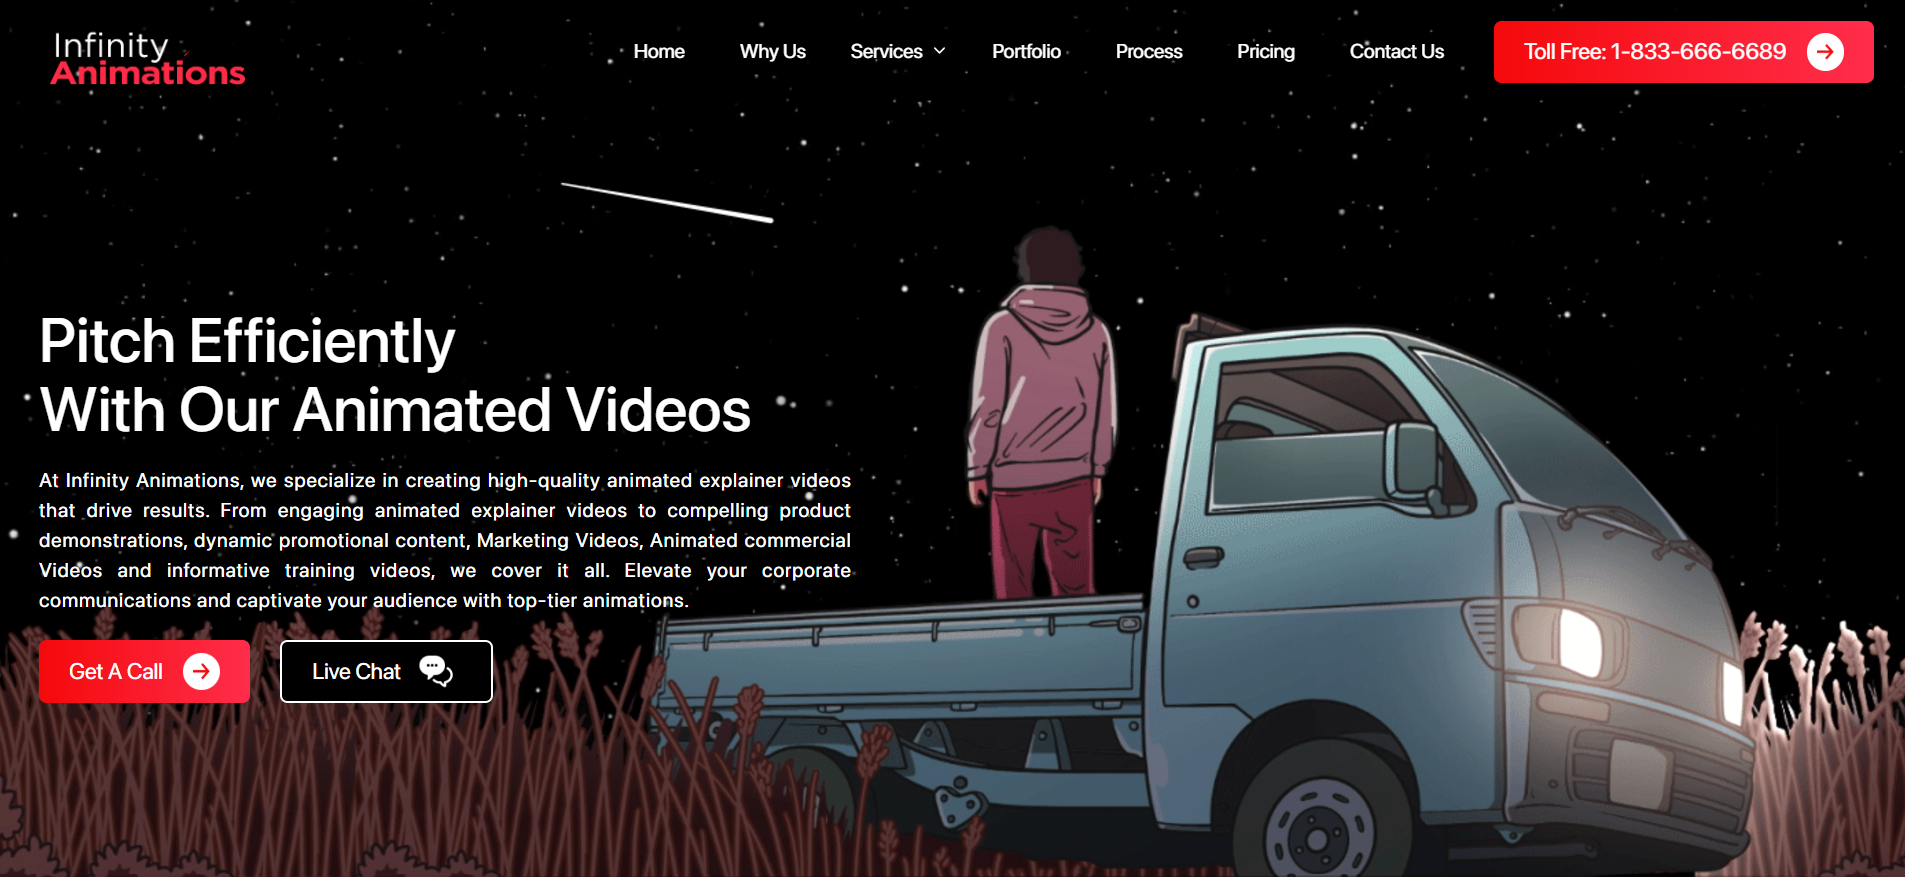 Infinity
Animations
Home
Why Us
Services
Portfolio
Process
Pricing
Contact Us
Toll Free: 1-833-666-6689
Pitch Efficiently
With Our Animated Videos
At Infinity Animations, we specialize in creating high-quality animated explainer videos
that drive results. From engaging animated explainer videos to compelling product
demonstrations, dynamic promotional content, Marketing Videos, Animated commercial
Videos and informative training videos, we cover it all. Elevate your corporate
communications and captivate your audience with top-tier animations.
Get A Call
Live Chat